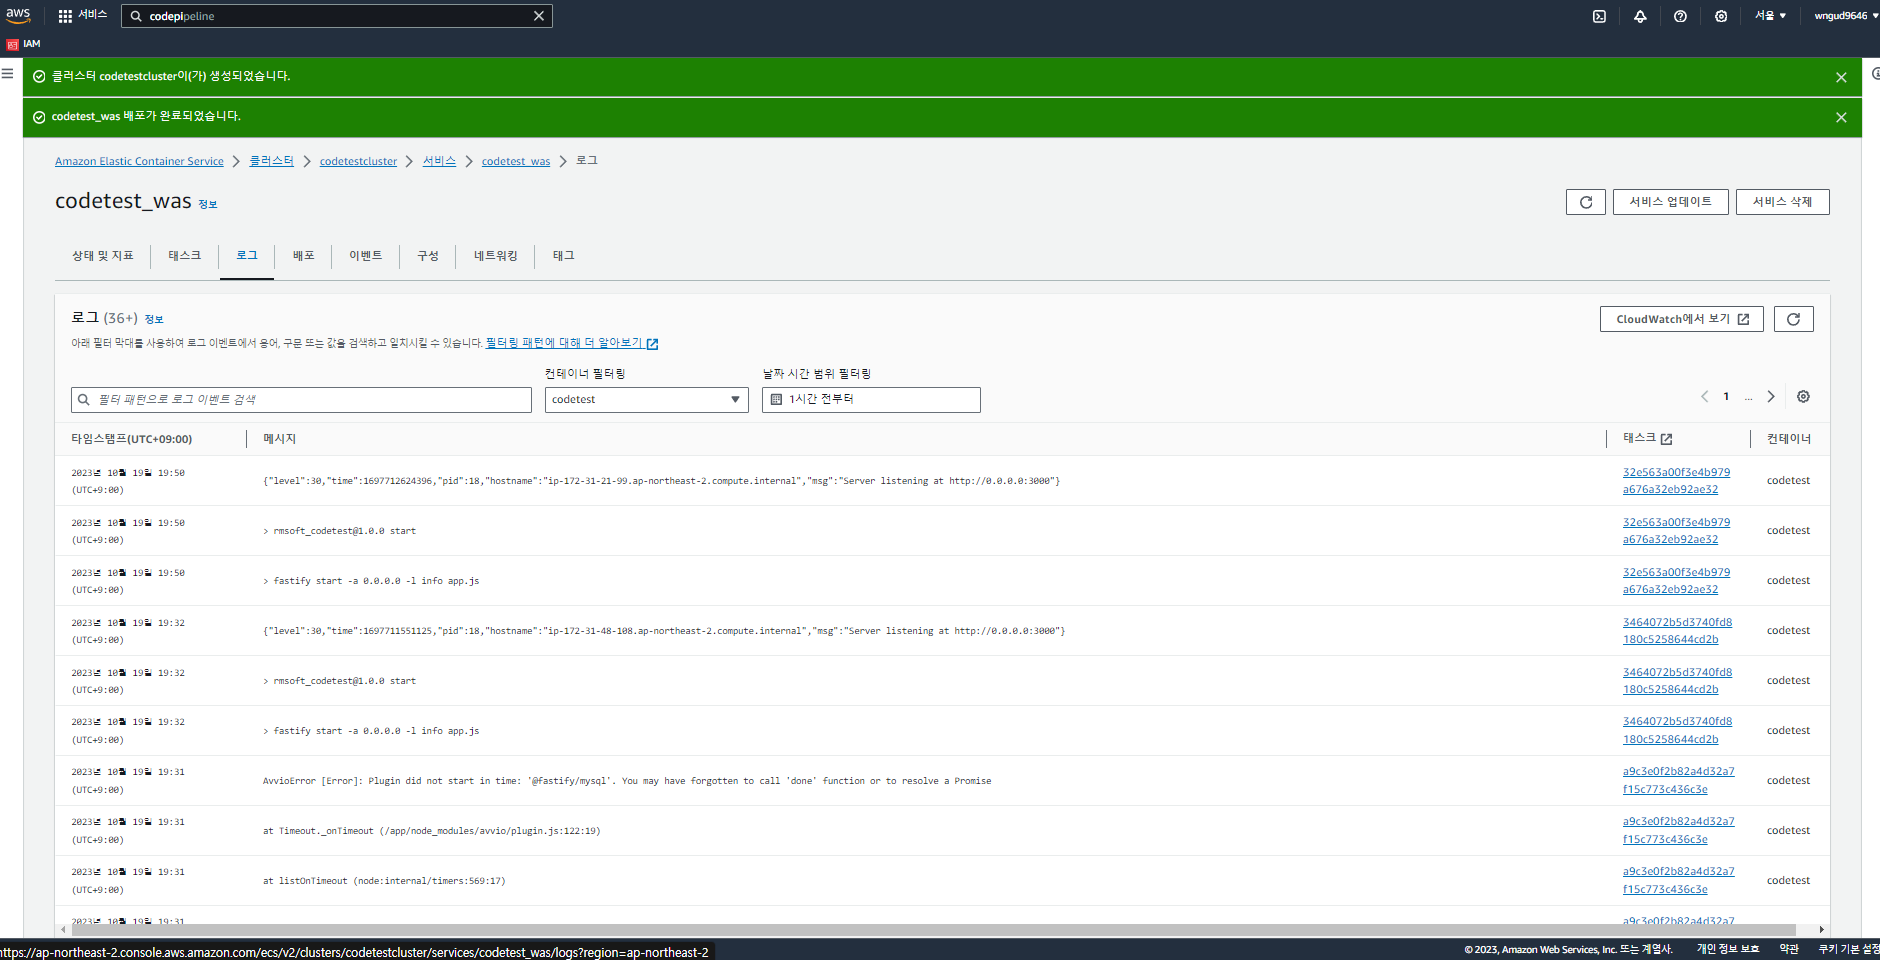 aws
서비스
codepipeline
서울
wngud9646
IAM
클러스터 codetestcluster이(가) 생성되었습니다.
codetest_was 배포가 완료되었습니다.
Amazon Elastic Container Service
클러스터
codetestcluster
서비스
codetest_was
로그
codetest_was 정보
서비스 업데이트
서비스 삭제
상태 및 지표
태스크
로그
배포
이벤트
구성
네트워킹
태그
로그 (36+) 정보
CloudWatch에서 보기
아래 필터 막대를 사용하여 로그 이벤트에서 용어, 구문 또는 값을 검색하고 일치시킬 수 있습니다. 필터링 패턴에 대해 더 알아보기
컨테이너 필터링
날짜 시간 범위 필터링
필터 패턴으로 로그 이벤트 검색
codetest
1시간 전부터
1
...
타임스탬프(UTC+09:00)
메시지
태스크
컨테이너
2023년 10월 19일 19:50
(UTC+9:00)
{"level":30,"time":1697712624396,"pid":18,"hostname":"ip-172-31-21-99.ap-northeast-2.compute.internal","msg":"Server listening at http://0.0.0.0:3000"}
32e563a00f3e4b979
a676a32eb92ae32
codetest
2023년 10월 19일 19:50
(UTC+9:00)
> rmsoft_codetest@1.0.0 start
32e563a00f3e4b979
a676a32eb92ae32
codetest
2023년 10월 19일 19:50
(UTC+9:00)
> fastify start -a 0.0.0.0 -l info app.js
32e563a00f3e4b979
a676a32eb92ae32
codetest
2023년 10월 19일 19:32
(UTC+9:00)
{"level":30,"time":1697711551125,"pid":18,"hostname":"ip-172-31-48-108.ap-northeast-2.compute.internal","msg":"Server listening at http://0.0.0.0:3000"}
3464072b5d3740fd8
180c5258644cd2b
codetest
2023년 10월 19일 19:32
(UTC+9:00)
> rmsoft_codetest@1.0.0 start
3464072b5d3740fd8
180c5258644cd2b
codetest
2023년 10월 19일 19:32
(UTC+9:00)
> fastify start -a 0.0.0.0 -l info app.js
3464072b5d3740fd8
180c5258644cd2b
codetest
2023년 10월 19일 19:31
(UTC+9:00)
AvvioError [Error]: Plugin did not start in time: '@fastify/mysql'. You may have forgotten to call 'done' function or to resolve a Promise
a9c3e0f2b82a4d32a7
f15c773c436c3e
codetest
2023년 10월 19일 19:31
(UTC+9:00)
at Timeout._onTimeout (/app/node_modules/avvio/plugin.js:122:19)
a9c3e0f2b82a4d32a7
f15c773c436c3e
codetest
2023년 10월 19일 19:31
(UTC+9:00)
at listOnTimeout (node:internal/timers:569:17)
a9c3e0f2b82a4d32a7
f15c773c436c3e
codetest
2023년 10월 19일 19:31
a9c3e0f2b82a4d32a7
https://ap-northeast-2.console.aws.amazon.com/ecs/v2/clusters/codetestcluster/services/codetest_was/logs?region=ap-northeast-2
© 2023, Amazon Web Services, Inc. 또는 계열사.
개인 정보 보호
약관
쿠키 기본 설정